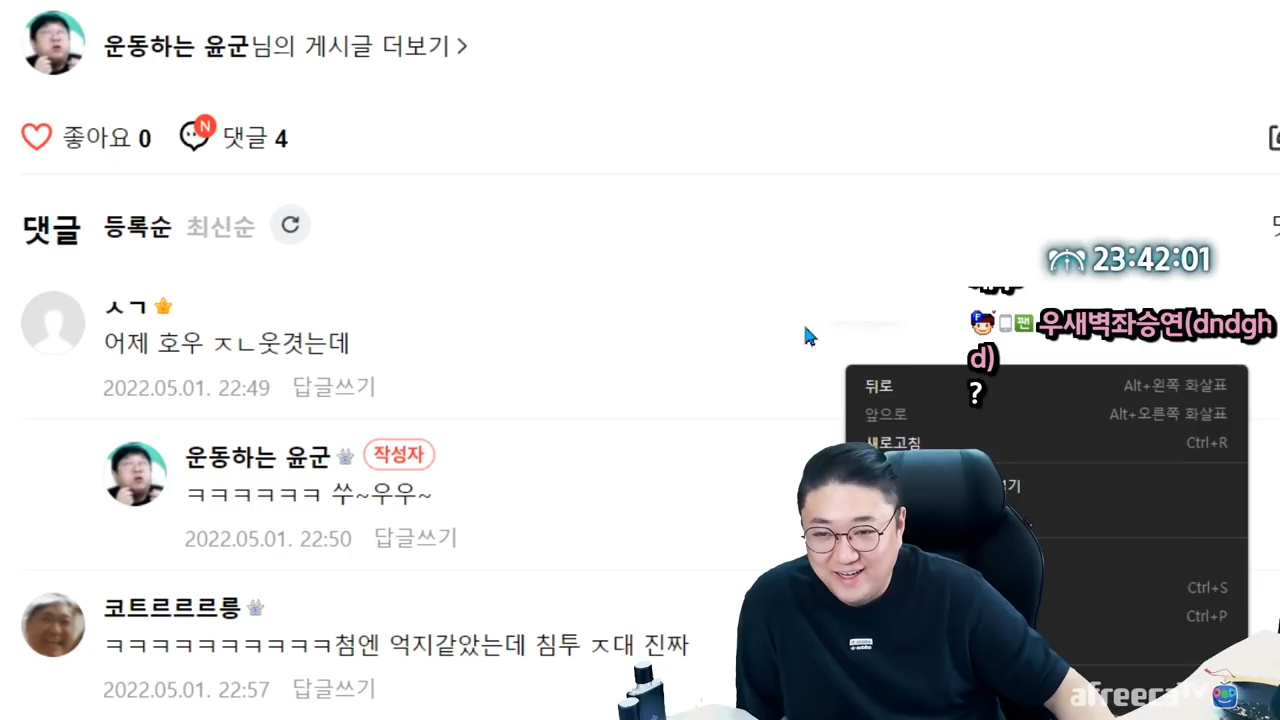 운동하는 윤군님의 게시글 더보기 >
좋아요 0 N 댓글 4
댓글 등록순 최신순
23:42:01
ㅅㄱ
어제 호우 ㅈㄴ웃겻는데
2022.05.01. 22:49 답글쓰기
F 팬 우새벽좌승연(dndgh
d)
?
뒤로 Alt+왼쪽 화살표
앞으로 Alt+오른쪽 화살표
새로고침 Ctrl+R
운동하는 윤군 작성자
ㅋㅋㅋㅋㅋㅋ 쑤~우우~
2022.05.01. 22:50 답글쓰기
Ctrl+S
Ctrl+P
코트르르르릉
ㅋㅋㅋㅋㅋㅋㅋㅋㅋㅋ첨엔 억지같았는데 침투 ㅈ대 진짜
2022.05.01. 22:57 답글쓰기
afreeca